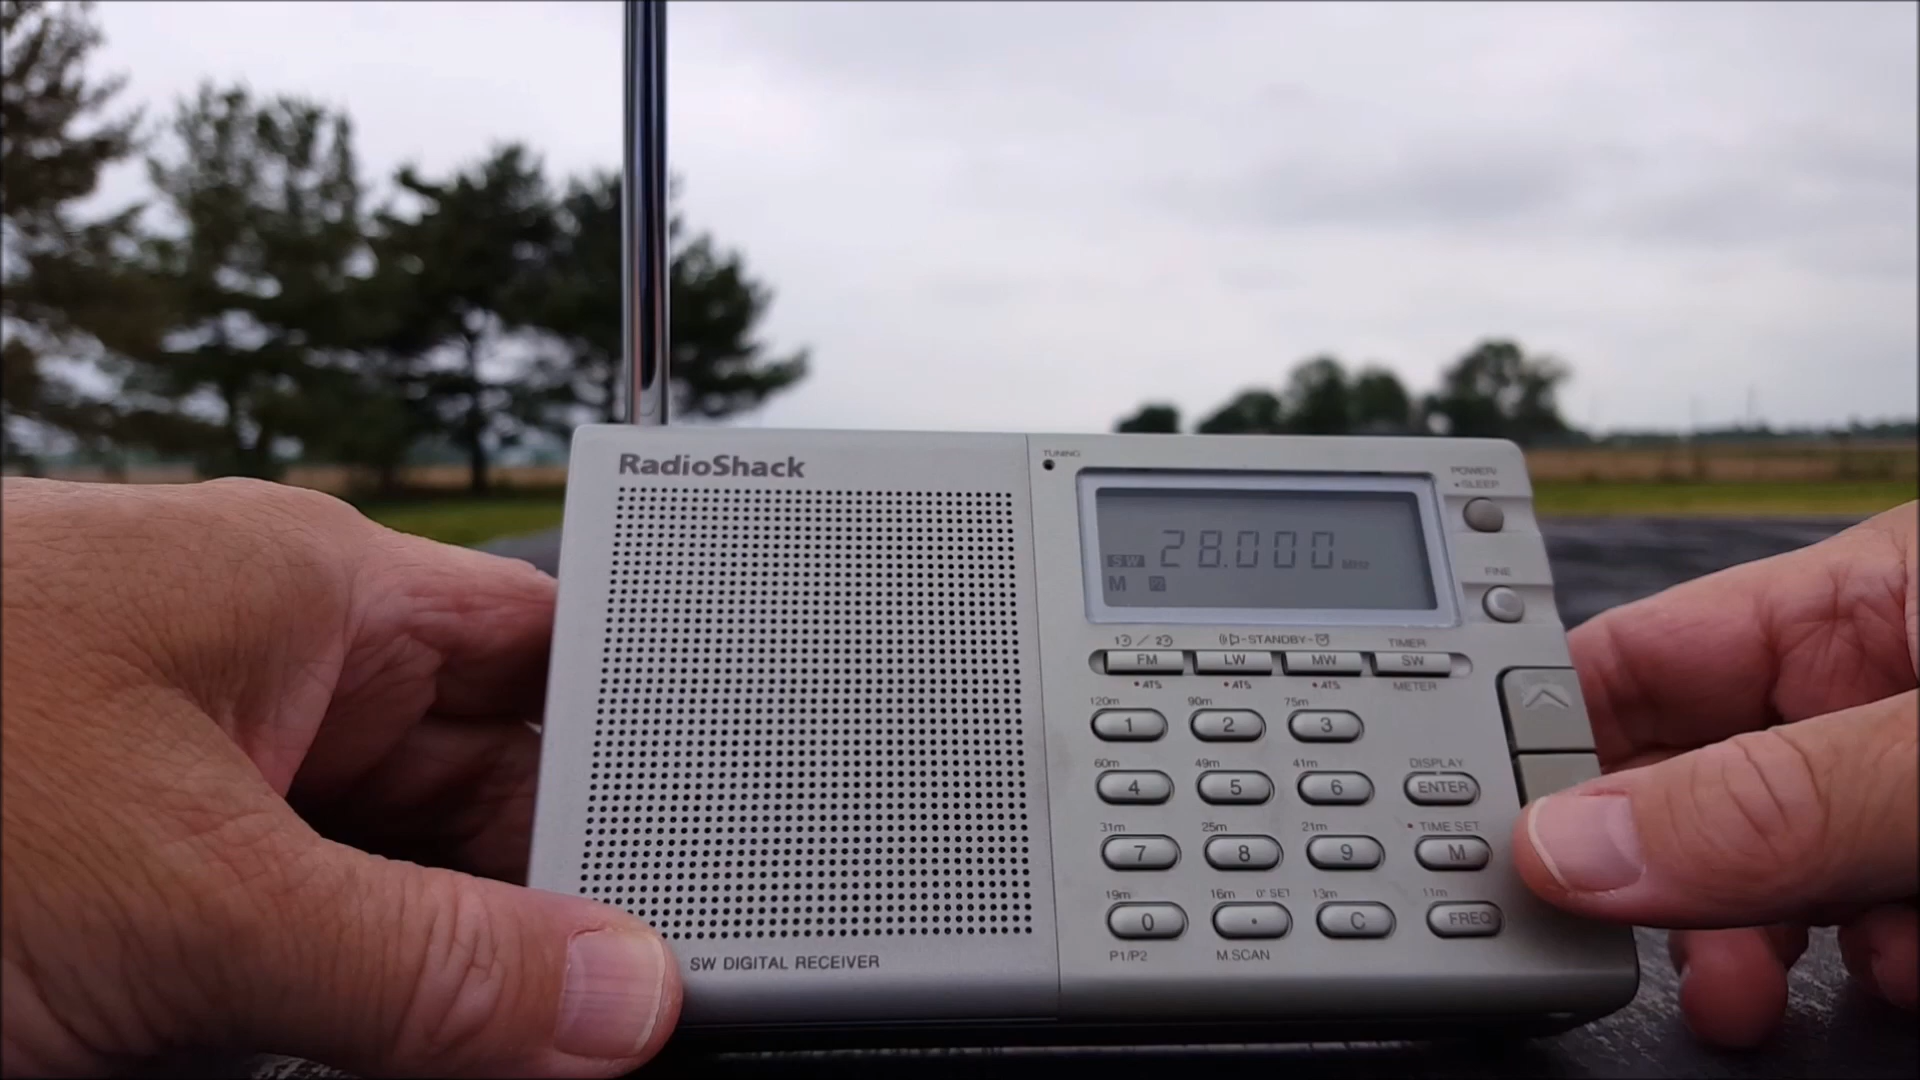 RadioShack
TUNING
POWER/
• SLEEP
28.000
SW
MHz
M
FINE
-STANDBY-
TIMER
FM
LW
MW
SW
• ATS
• ATS
• ATS
METER
120m
90m
75m
1
2
3
60m
49m
41m
DISPLAY
4
5
6
ENTER
31m
25m
21m
• TIME SET
7
8
9
M
19m
16m
0" SET
13m
11m
0
•
C
FREQ
P1/P2
M.SCAN
SW DIGITAL RECEIVER